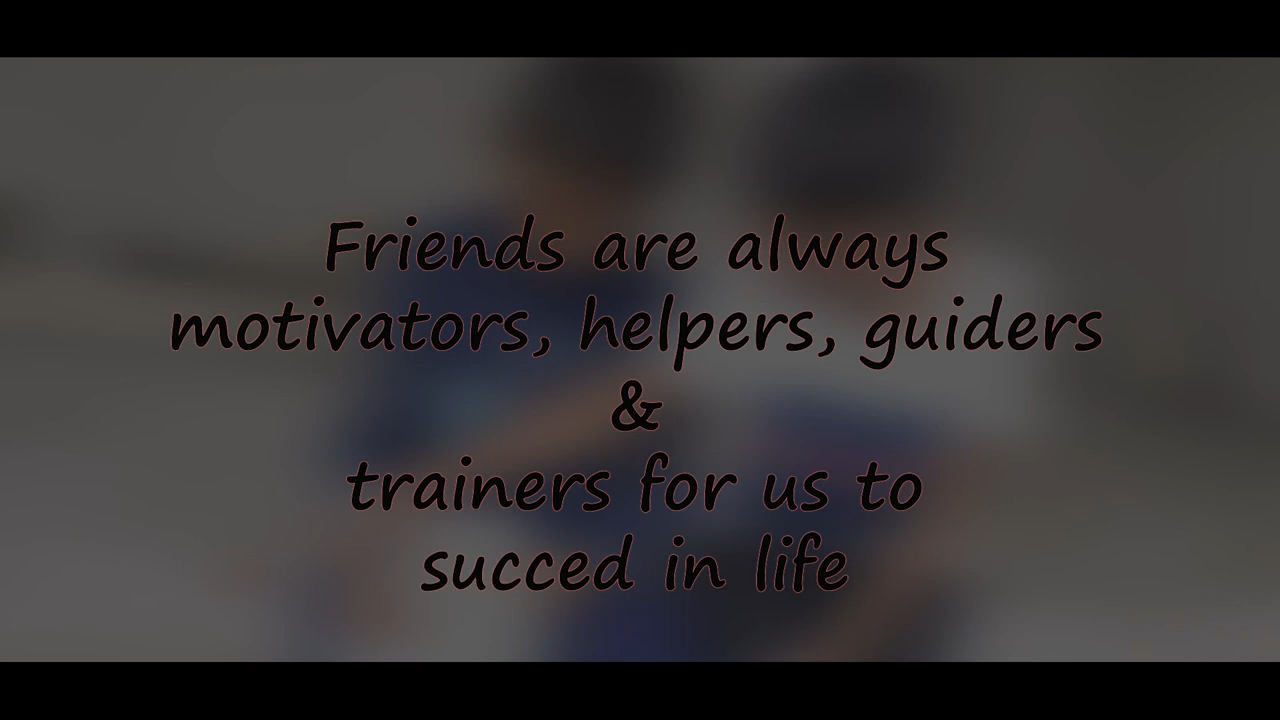 Friends are always
motivators, helpers, guiders
&
trainers for us to
succed in life